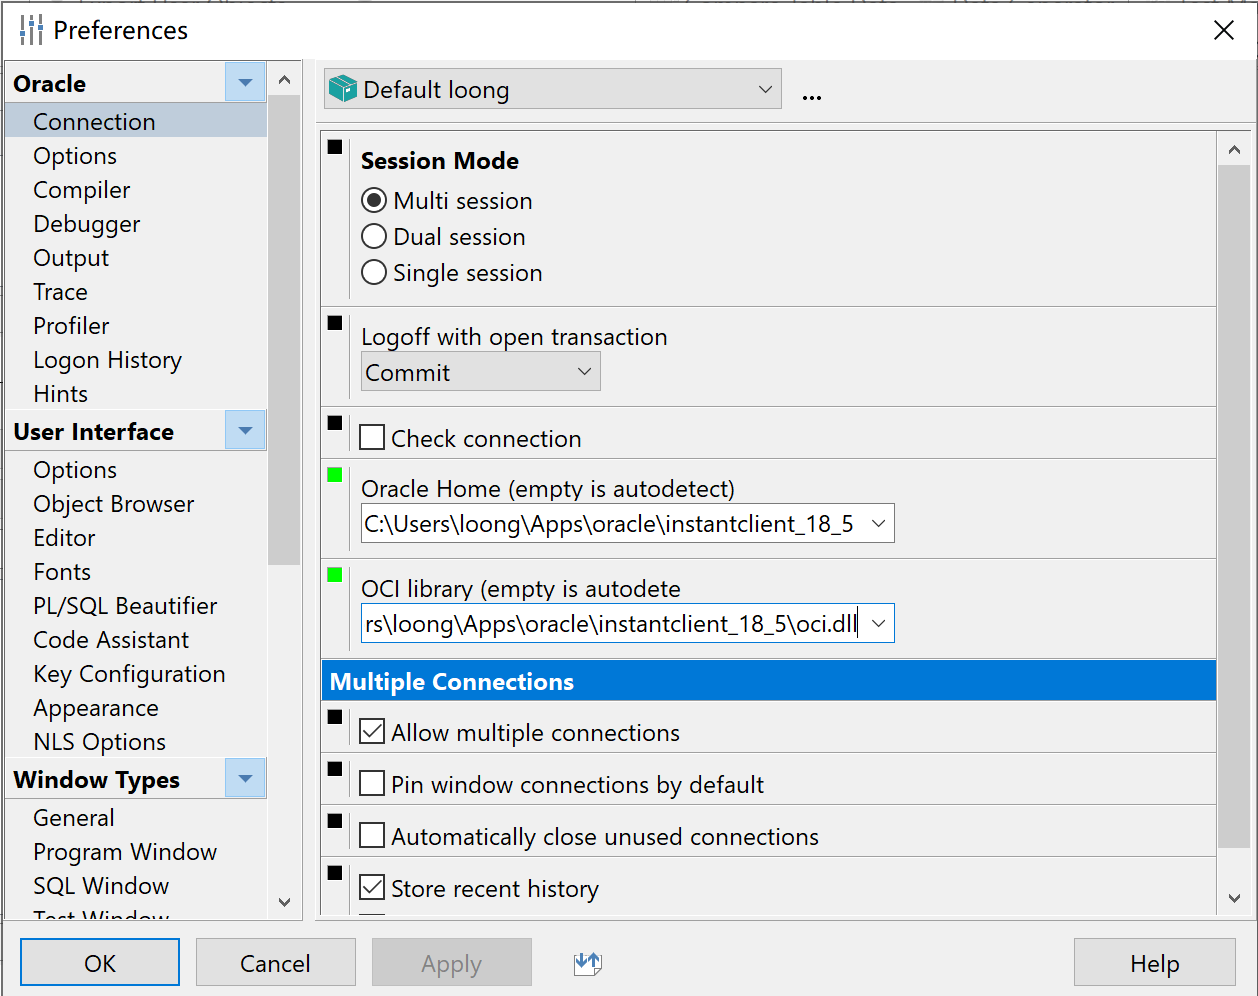 Preferences
Oracle
Connection
Options
Compiler
Debugger
Output
Trace
Profiler
Logon History
Hints
User Interface
Options
Object Browser
Editor
Fonts
PL/SQL Beautifier
Code Assistant
Key Configuration
Appearance
NLS Options
Window Types
General
Program Window
SQL Window
Test Window
Default loong
...
Session Mode
Multi session
Dual session
Single session
Logoff with open transaction
Commit
Check connection
Oracle Home (empty is autodetect)
C:\Users\loong\Apps\oracle\instantclient_18_5
OCI library (empty is autodete
rs\loong\Apps\oracle\instantclient_18_5\oci.dll
Multiple Connections
Allow multiple connections
Pin window connections by default
Automatically close unused connections
Store recent history
OK
Cancel
Apply
Help